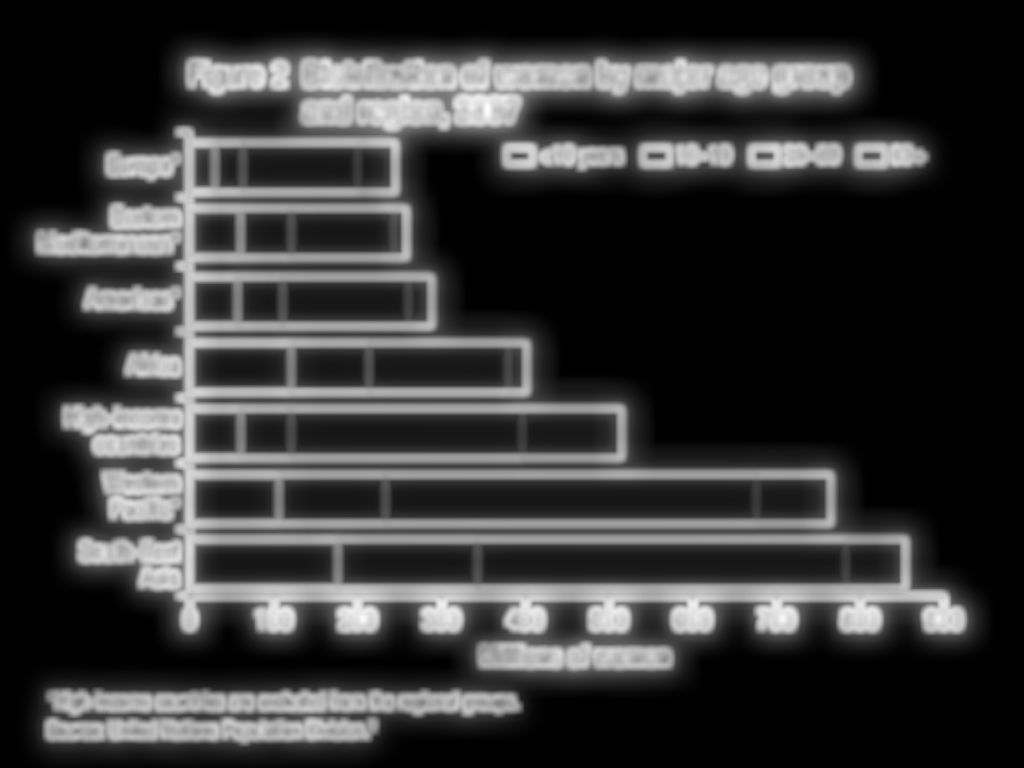 Figure 2 Distribution of women by major age group
and region, 2007
Europe*
Eastern
Mediterranean*
Americas*
Africa
High-income
countries
Western
Pacific*
South-East
Asia
<10 years 10–19 20–59 60+
0 100 200 300 400 500 600 700 800 900
Millions of women
*High-income countries are excluded from the regional groups.
Source: United Nations Population Division.